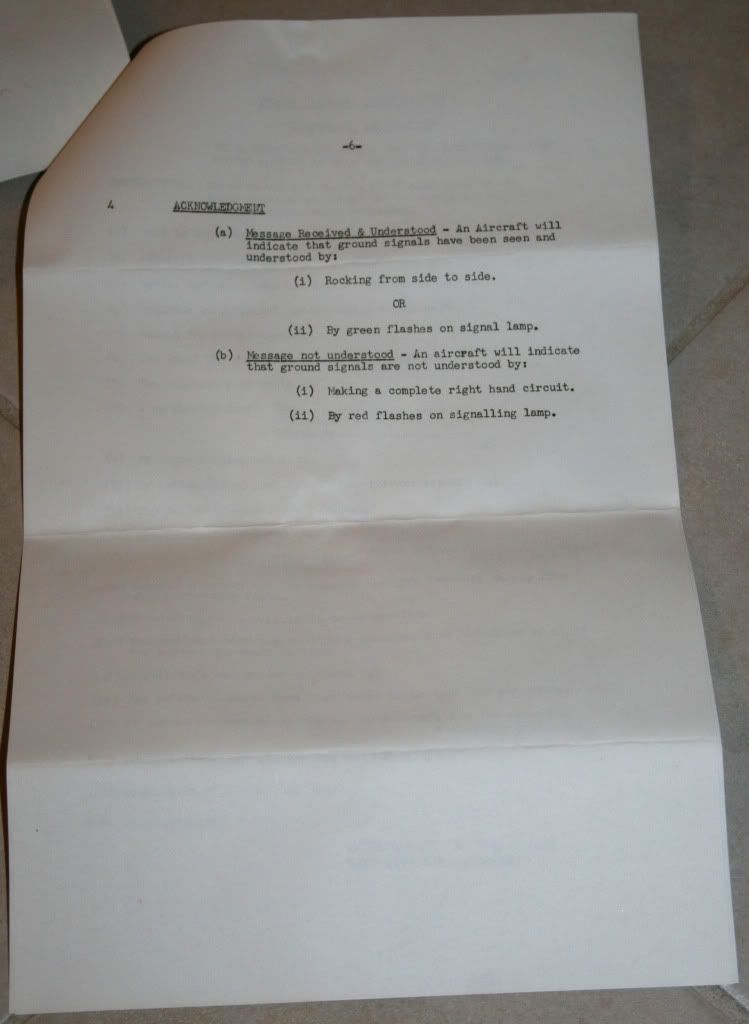 -6-
4 ACKNOWLEDGMENT
(a) Message Received & Understood - An Aircraft will
indicate that ground signals have been seen and
understood by:
(i) Rocking from side to side.
OR
(ii) By green flashes on signal lamp.
(b) Message not understood - An aircraft will indicate
that ground signals are not understood by:
(i) Making a complete right hand circuit.
(ii) By red flashes on signalling lamp.